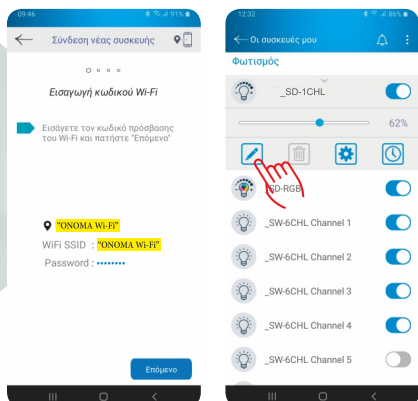 09:46
91%
Σύνδεση νέας συσκευής
Εισαγωγή κωδικού Wi-Fi
Εισάγετε τον κωδικό πρόσβασης
του Wi-Fi και πατήστε "Επόμενο"
"ΟΝΟΜΑ Wi-Fi"
WiFi SSID : "ΟΝΟΜΑ Wi-Fi"
Password : ••••••••
Επόμενο
12:32
86%
Οι συσκευές μου
Φωτισμός
_SD-1CHL
62%
SD-RGB
_SW-6CHL Channel 1
_SW-6CHL Channel 2
_SW-6CHL Channel 3
_SW-6CHL Channel 4
_SW-6CHL Channel 5